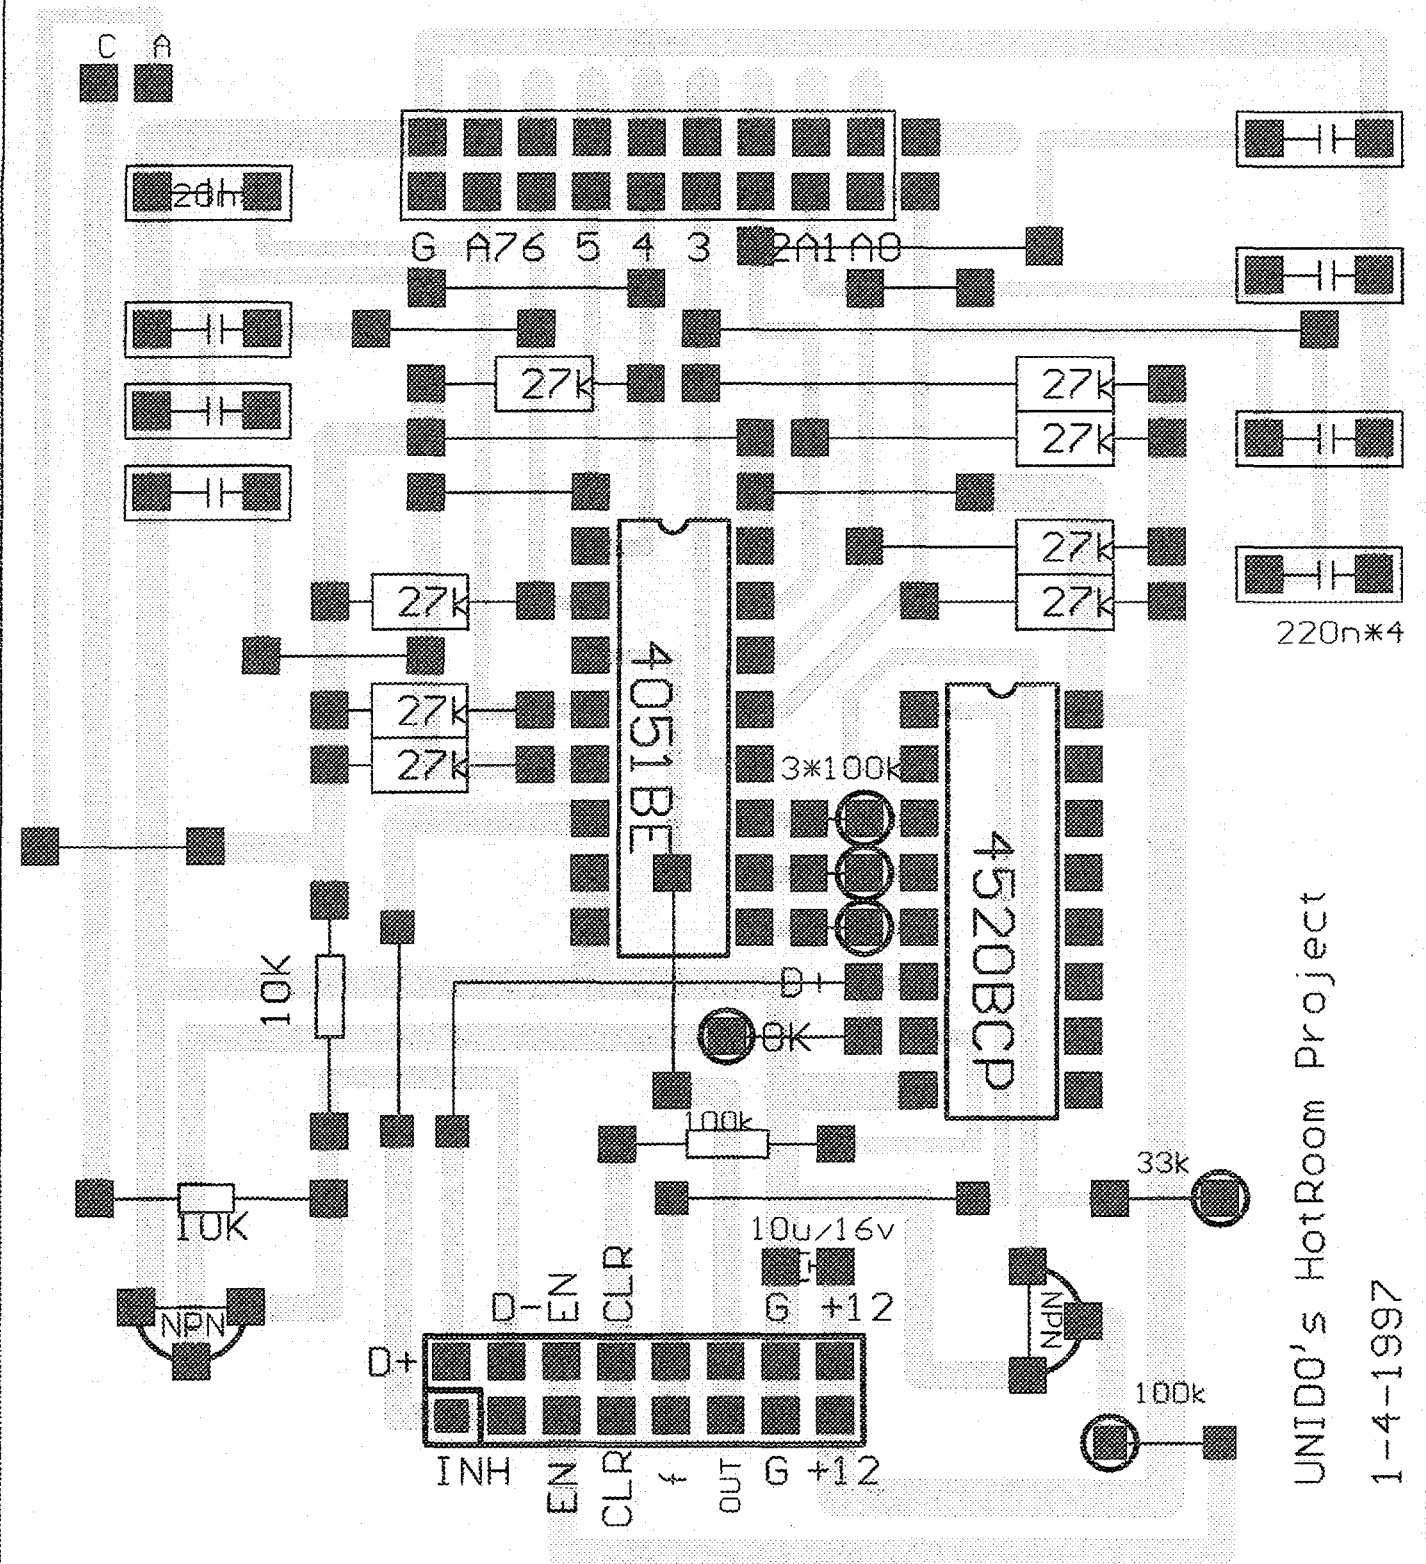 C A
G A7 6 5 4 3 2 A1 A0
27K
27K
27K
27K
27K
27K
220n*4
27K
27K
4051BE
3*100k
4520BCP
10K
D+
0K
100k
33k
10K
10u/16v
D- EN CLR G +12
NPN
NPN
D+
100k
INH EN CLR f OUT G +12
UNIDO's HotRoom Project
1-4-1997